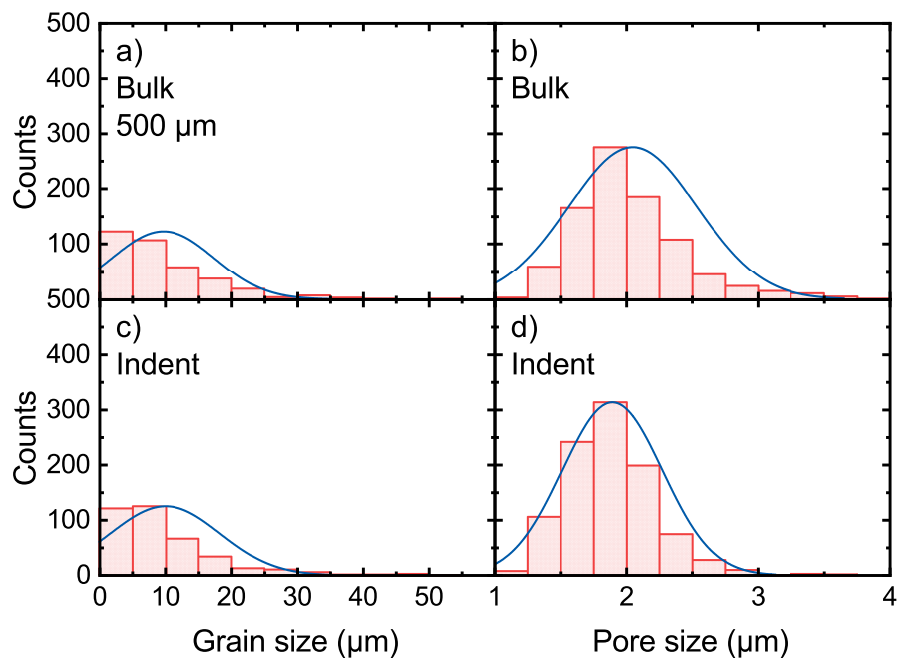 500
a)
b)
400
Bulk
Bulk
500 µm
300
Counts
200
100
500
c)
d)
400
Indent
Indent
300
Counts
200
100
0
0 10 20 30 40 50 1 2 3 4
Grain size (µm) Pore size (µm)